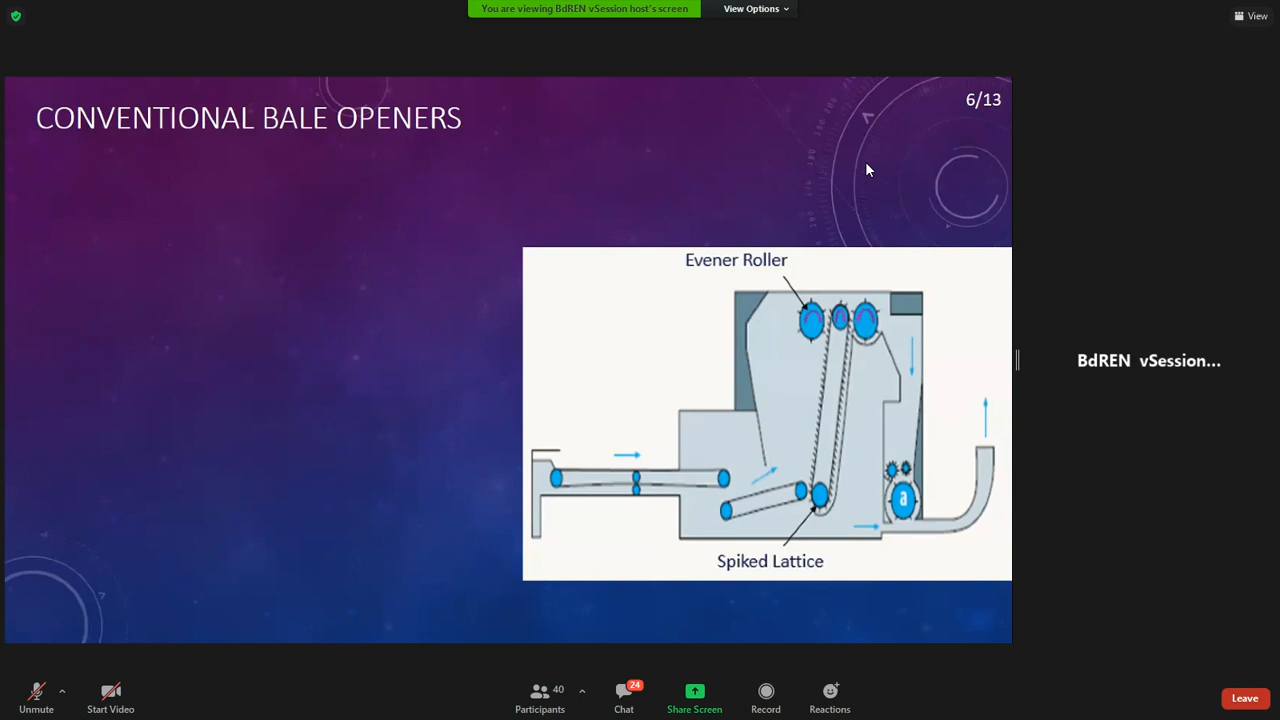 You are viewing BdREN vSession host's screen
View Options
View
CONVENTIONAL BALE OPENERS
6/13
Evener Roller
BdREN vSession...
a
Spiked Lattice
Unmute
Start Video
40
Participants
24
Chat
Share Screen
Record
Reactions
Leave